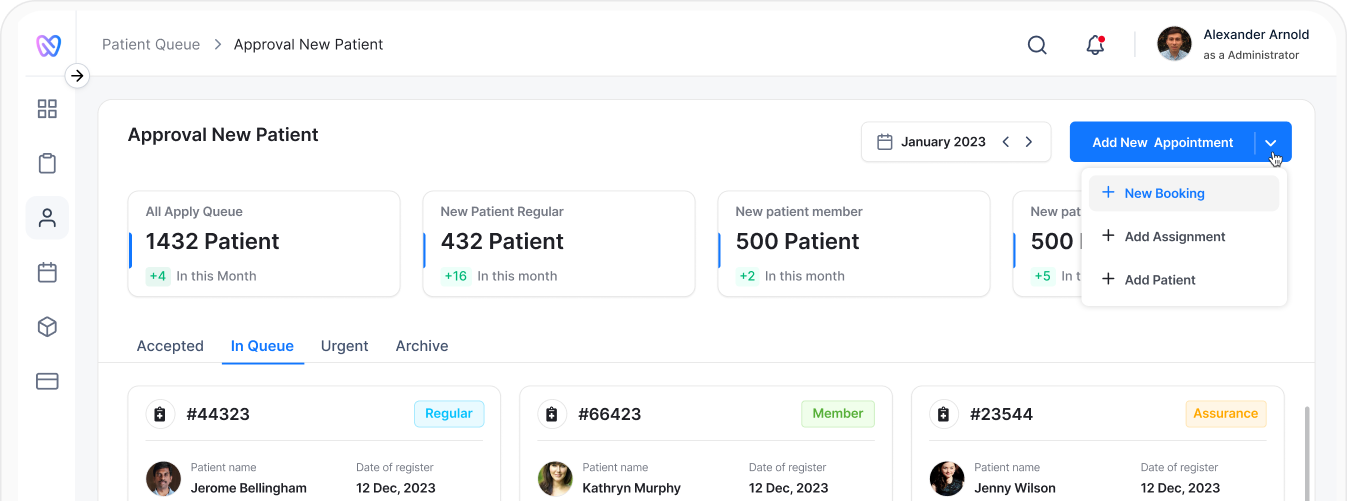 Patient Queue > Approval New Patient
Alexander Arnold
as a Administrator
Approval New Patient
January 2023
Add New Appointment
New Booking
Add Assignment
Add Patient
All Apply Queue
1432 Patient
+4 In this Month
New Patient Regular
432 Patient
+16 In this month
New patient member
500 Patient
+2 In this month
New pat
500
+5 In t
Accepted In Queue Urgent Archive
#44323 Regular
Patient name Date of register
Jerome Bellingham 12 Dec, 2023
#66423 Member
Patient name Date of register
Kathryn Murphy 12 Dec, 2023
#23544 Assurance
Patient name Date of register
Jenny Wilson 12 Dec, 2023